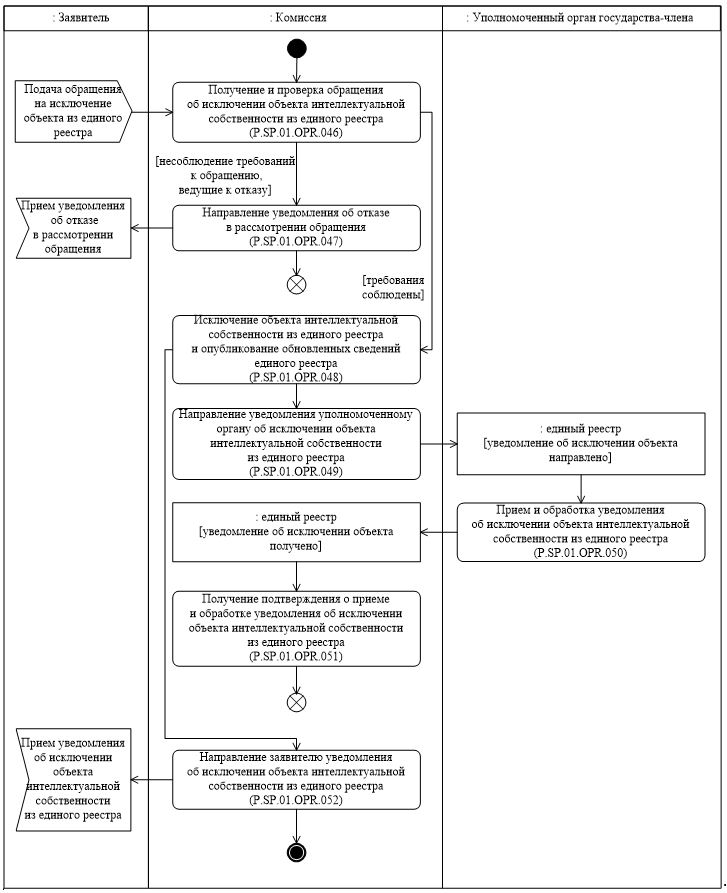 : Заявитель
: Комиссия
: Уполномоченный орган государства-члена
Подача обращения
на исключение
объекта из единого
реестра
Получение и проверка обращения
об исключении объекта интеллектуальной
собственности из единого реестра
(P.SP.01.OPR.046)
[несоблюдение требований
к обращению,
ведущие к отказу]
Прием уведомления
об отказе
в рассмотрении
обращения
Направление уведомления об отказе
в рассмотрении обращения
(P.SP.01.OPR.047)
[требования
соблюдены]
Исключение объекта интеллектуальной
собственности из единого реестра
и опубликование обновленных сведений
единого реестра
(P.SP.01.OPR.048)
Направление уведомления уполномоченному
органу об исключении объекта
интеллектуальной собственности
из единого реестра
(P.SP.01.OPR.049)
: единый реестр
[уведомление об исключении объекта
направлено]
Прием и обработка уведомления
об исключении объекта интеллектуальной
собственности из единого реестра
(P.SP.01.OPR.050)
: единый реестр
[уведомление об исключении объекта
получено]
Получение подтверждения о приеме
и обработке уведомления об исключении
объекта интеллектуальной собственности
из единого реестра
(P.SP.01.OPR.051)
Прием уведомления
об исключении
объекта
интеллектуальной
собственности
из единого реестра
Направление заявителю уведомления
об исключении объекта интеллектуальной
собственности из единого реестра
(P.SP.01.OPR.052)